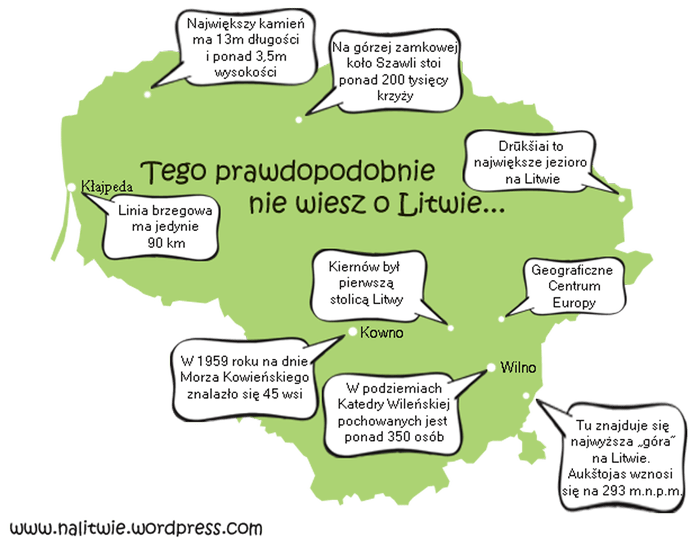 Największy kamień
ma 13m długości
i ponad 3,5m
wysokości
Na górzej zamkowej
koło Szawli stoi
ponad 200 tysięcy
krzyży
Drūkšiai to
największe jezioro
na Litwie
Tego prawdopodobnie
nie wiesz o Litwie...
Kłajpeda
Linia brzegowa
ma jedynie
90 km
Kiernów był
pierwszą
stolicą Litwy
Geograficzne
Centrum
Europy
Kowno
W 1959 roku na dnie
Morza Kowieńskiego
znalazło się 45 wsi
Wilno
W podziemiach
Katedry Wileńskiej
pochowanych jest
ponad 350 osób
Tu znajduje się
najwyższa „góra”
na Litwie.
Aukštojas wznosi
się na 293 m.n.p.m.
www.nalitwie.wordpress.com